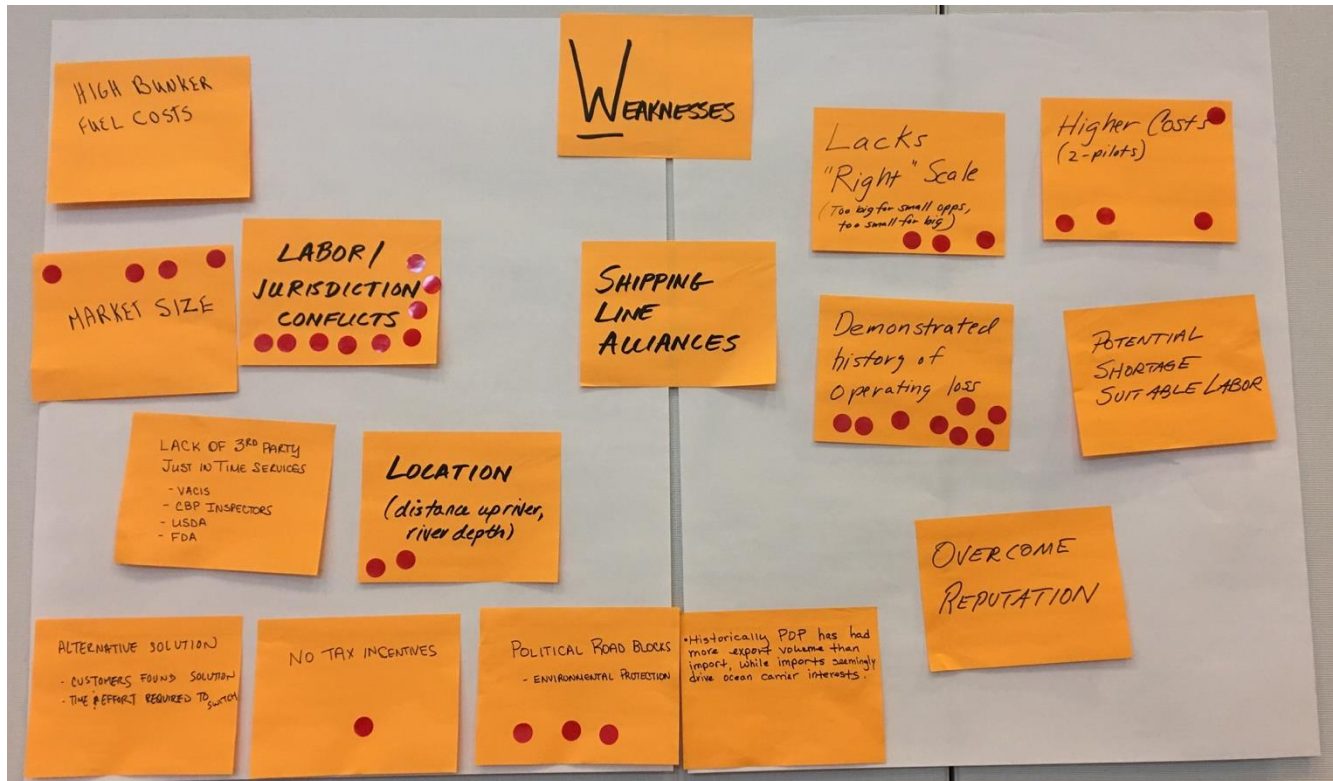 WEAKNESSES
HIGH BUNKER
FUEL COSTS
MARKET SIZE
LABOR/
JURISDICTION
CONFLICTS
SHIPPING
LINE
ALLIANCES
Lacks
"Right" Scale
(Too big for small opps,
too small for big)
Higher Costs
(2-pilots)
Demonstrated
history of
Operating loss
POTENTIAL
SHORTAGE
SUITABLE LABOR
LACK OF 3RD PARTY
JUST IN TIME SERVICES
- VACIS
- CBP INSPECTORS
- USDA
- FDA
LOCATION
(distance upriver,
river depth)
OVERCOME
REPUTATION
ALTERNATIVE SOLUTION
- CUSTOMERS FOUND SOLUTION
- TIME & EFFORT REQUIRED TO SWITCH
NO TAX INCENTIVES
POLITICAL ROAD BLOCKS
- ENVIRONMENTAL PROTECTION
• Historically POP has had
more export volume than
import, while imports seemingly
drive ocean carrier interests.